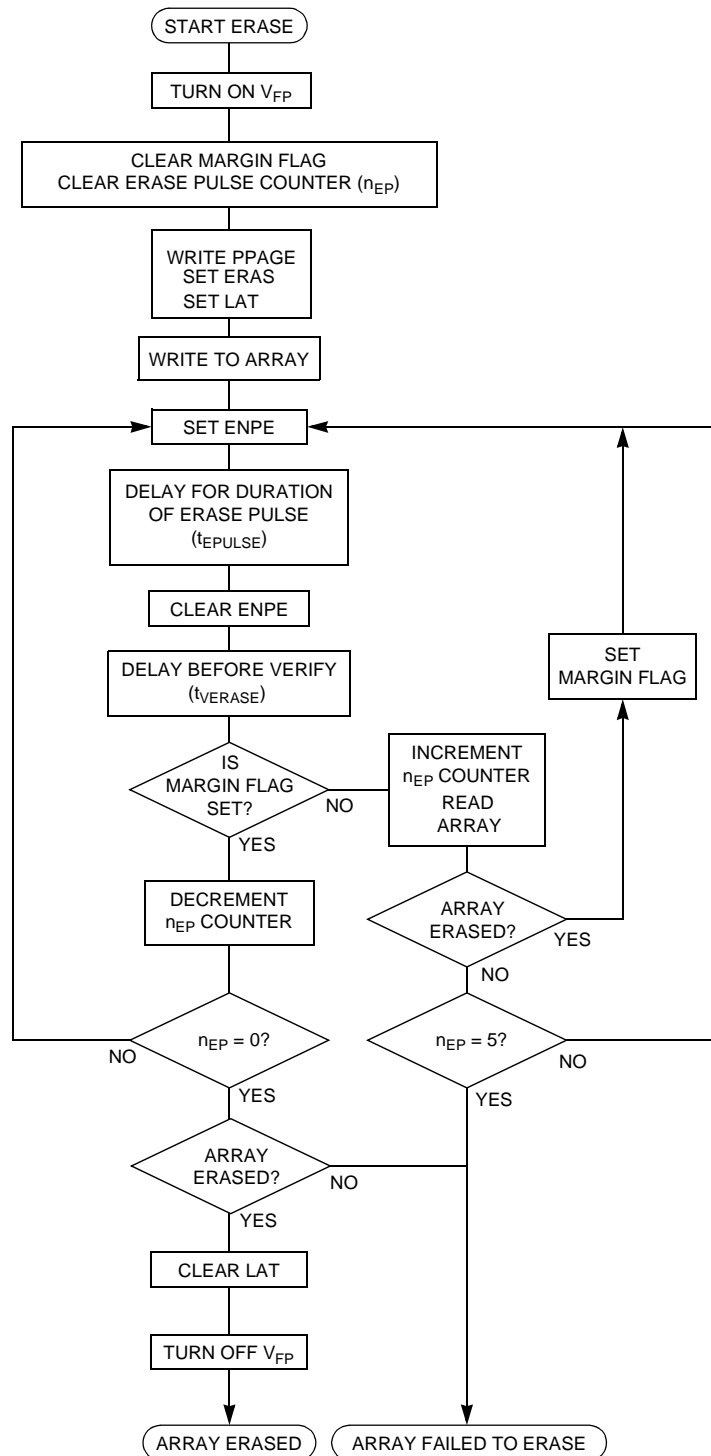 START ERASE
TURN ON VFP
CLEAR MARGIN FLAG
CLEAR ERASE PULSE COUNTER (nEP)
WRITE PPAGE
SET ERAS
SET LAT
WRITE TO ARRAY
SET ENPE
DELAY FOR DURATION
OF ERASE PULSE
(tEPULSE)
CLEAR ENPE
DELAY BEFORE VERIFY
(tVERASE)
SET
MARGIN FLAG
IS
MARGIN FLAG
SET?
NO
YES
INCREMENT
nEP COUNTER
READ
ARRAY
DECREMENT
nEP COUNTER
ARRAY
ERASED?
YES
NO
nEP = 0?
NO
YES
nEP = 5?
NO
YES
ARRAY
ERASED?
NO
YES
CLEAR LAT
TURN OFF VFP
ARRAY ERASED
ARRAY FAILED TO ERASE